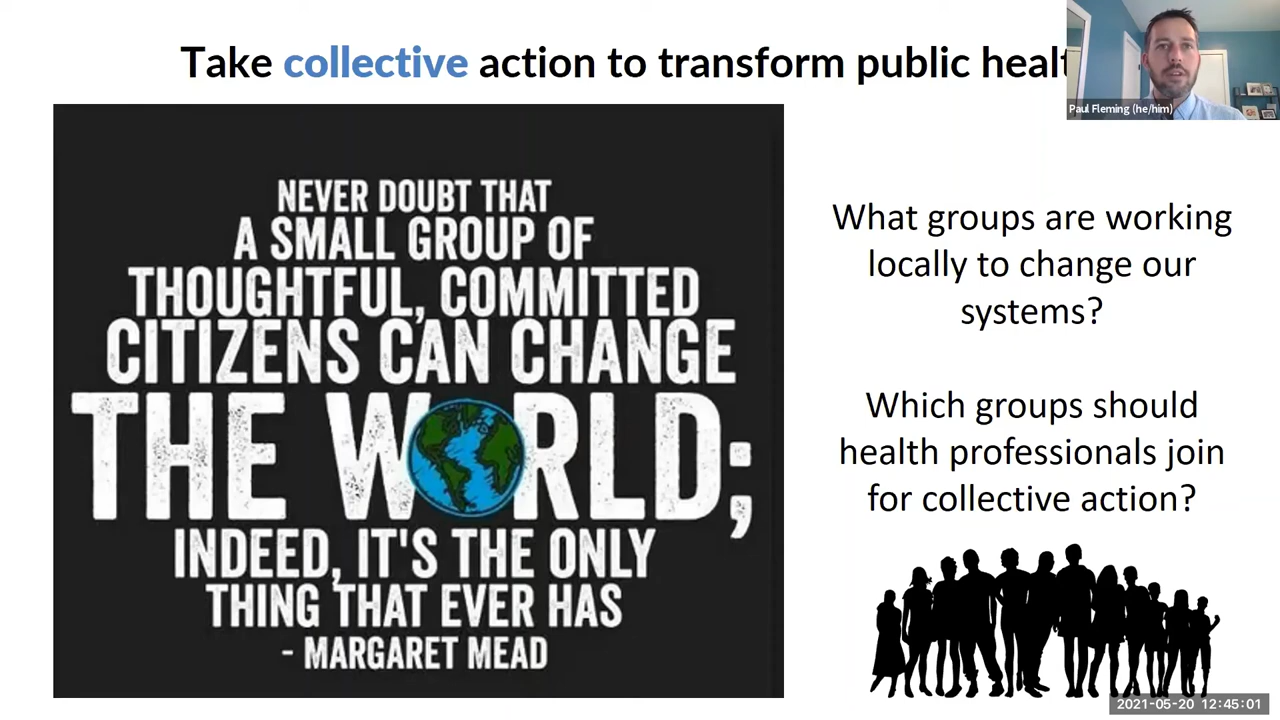 Take collective action to transform public healt
Paul Fleming (he/him)
NEVER DOUBT THAT
A SMALL GROUP OF
THOUGHTFUL, COMMITTED
CITIZENS CAN CHANGE
THE WORLD;
INDEED, IT'S THE ONLY
THING THAT EVER HAS
- MARGARET MEAD
What groups are working
locally to change our
systems?
Which groups should
health professionals join
for collective action?
2021-05-20 12:45:01